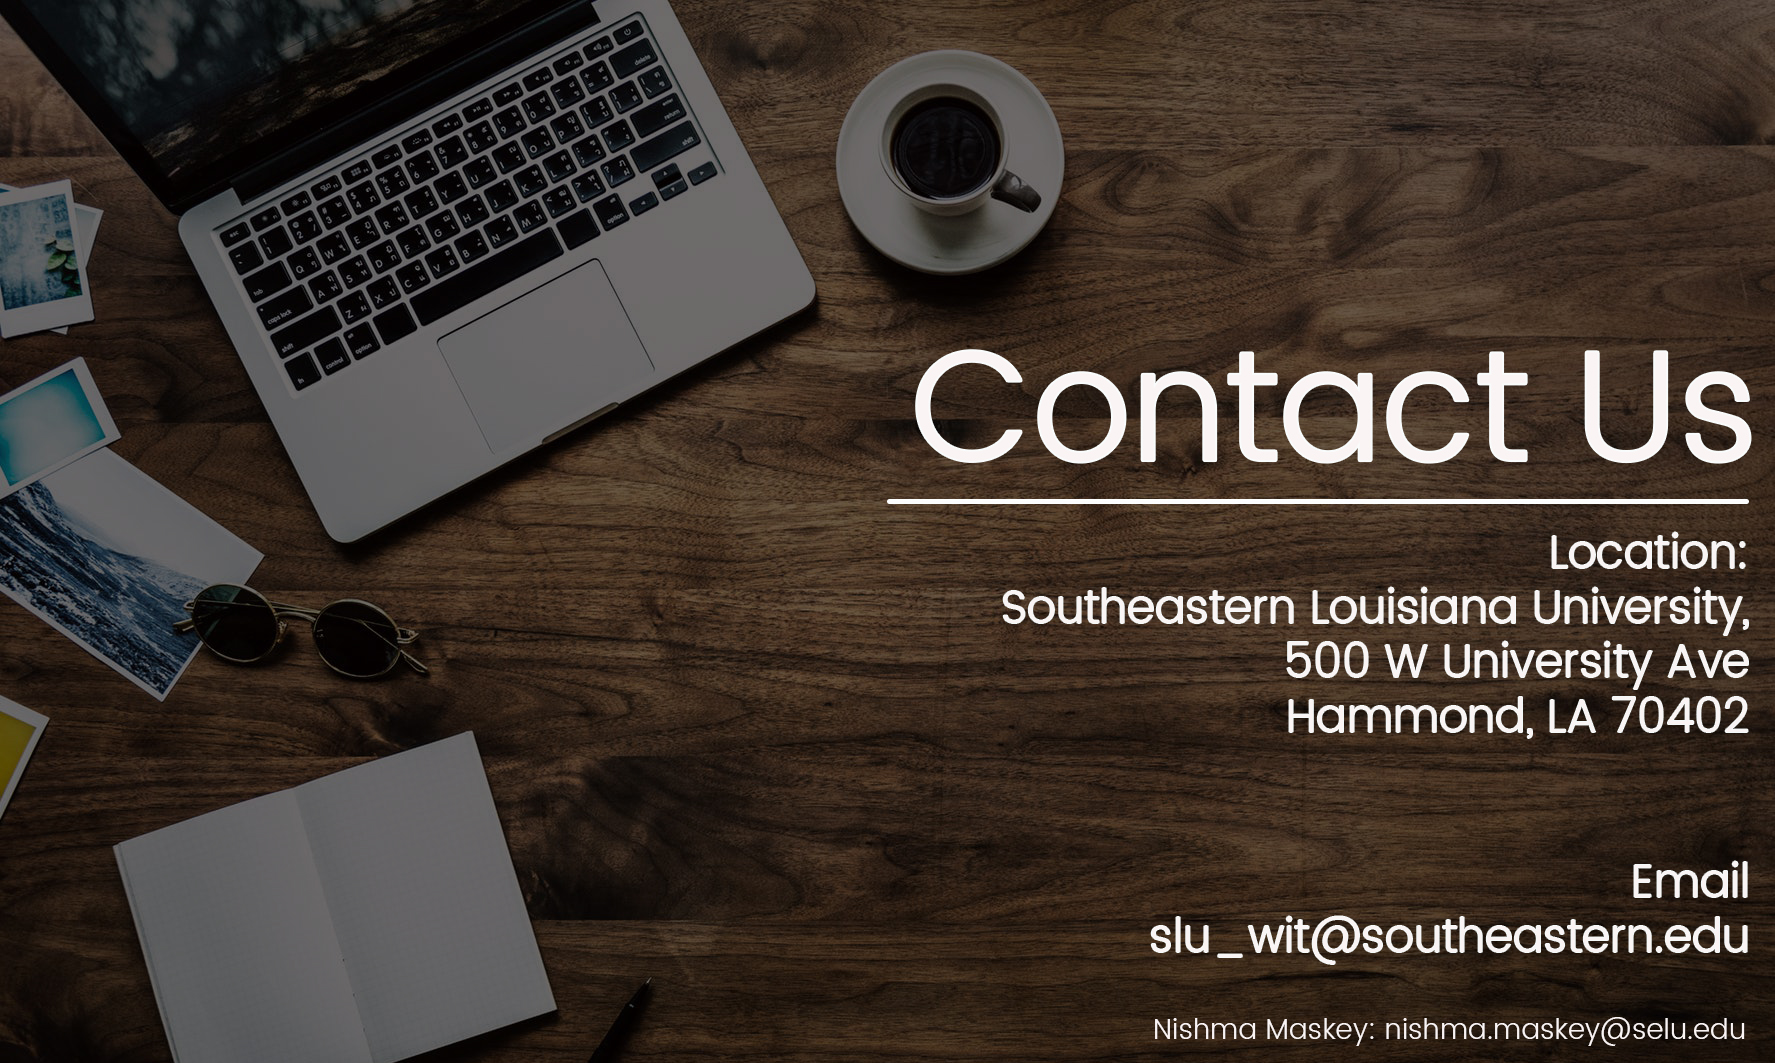 Contact Us
Location:
Southeastern Louisiana University,
500 W University Ave
Hammond, LA 70402
Email
slu_wit@southeastern.edu
Nishma Maskey: nishma.maskey@selu.edu